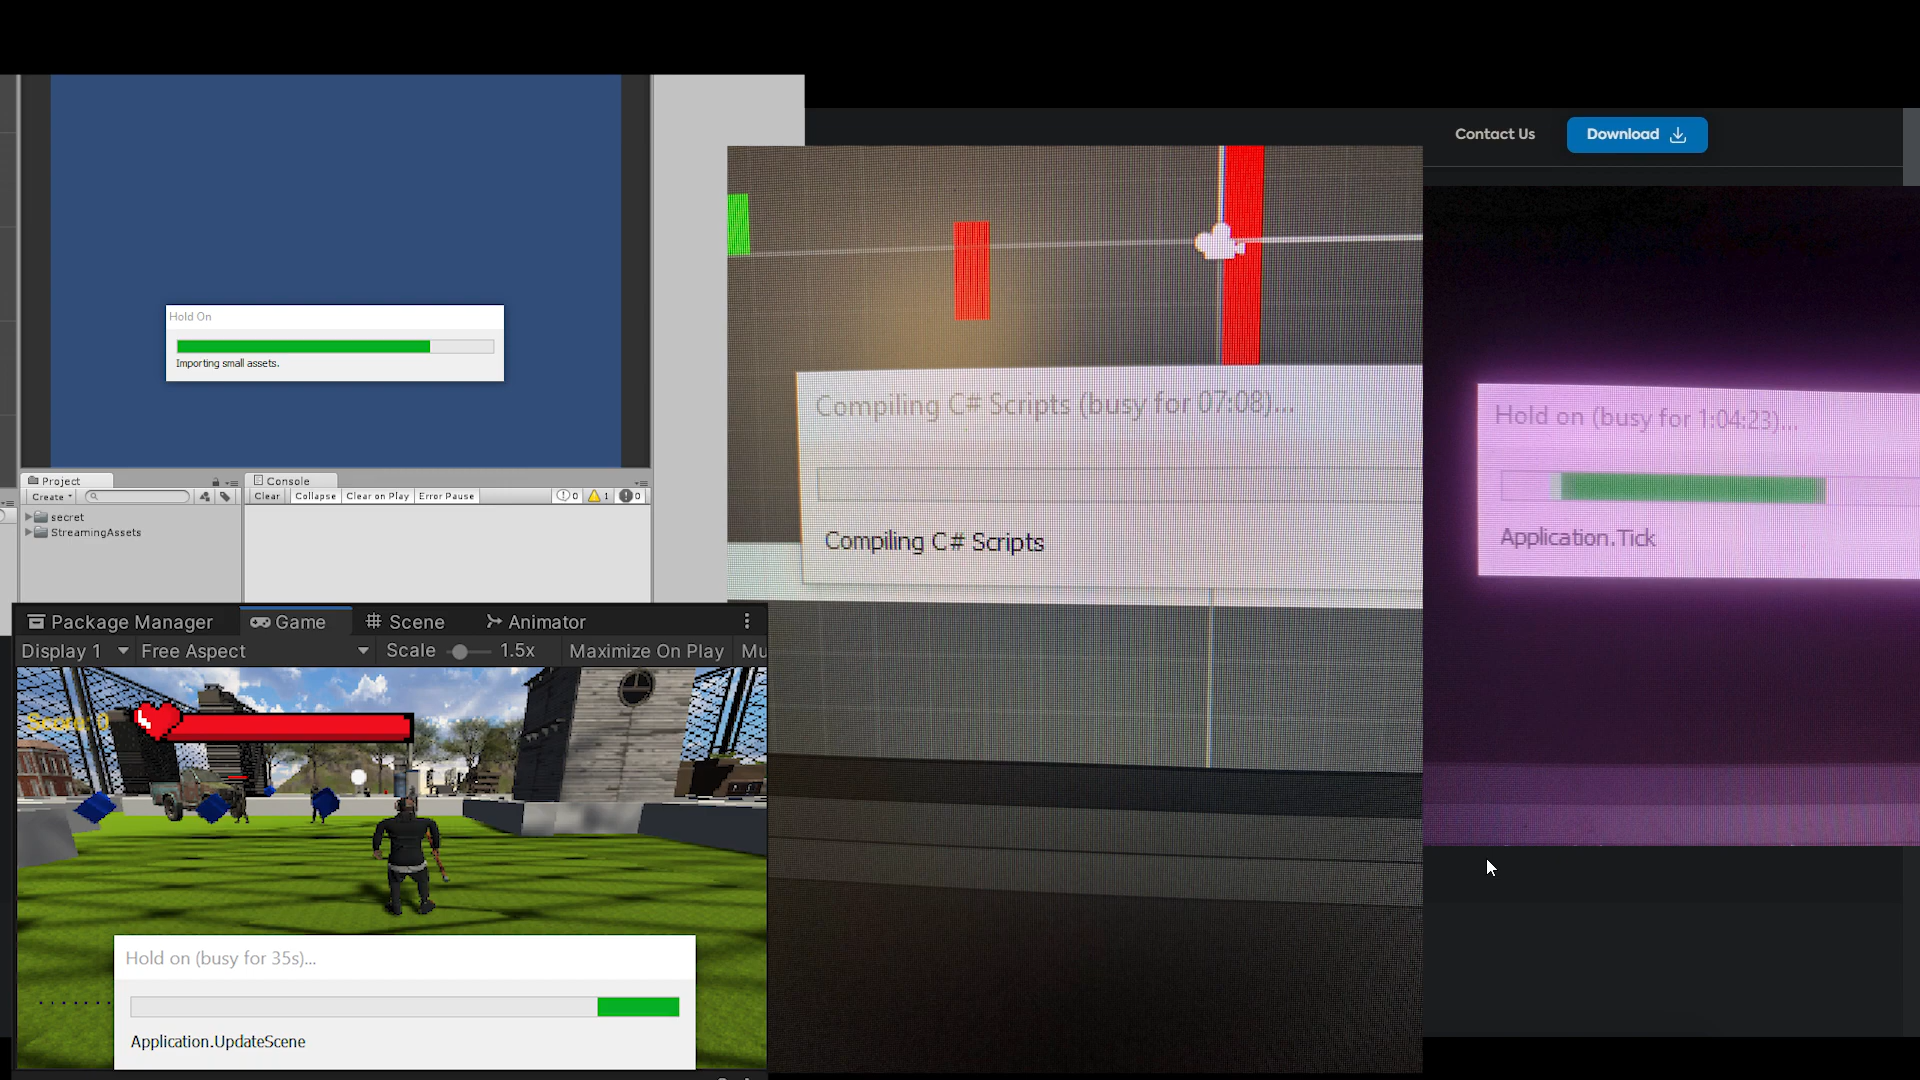 Contact Us
Download
Hold On
Importing small assets.
Compiling C# Scripts (busy for 07:08)...
Compiling C# Scripts
Hold on (busy for 1:04:23)...
Application.Tick
Project
Console
Create
Clear
Collapse
Clear on Play
Error Pause
0
1
0
secret
StreamingAssets
Package Manager
Game
Scene
Animator
Display 1
Free Aspect
Scale
1.5x
Maximize On Play
Mu
Score: 0
Hold on (busy for 35s)...
Application.UpdateScene